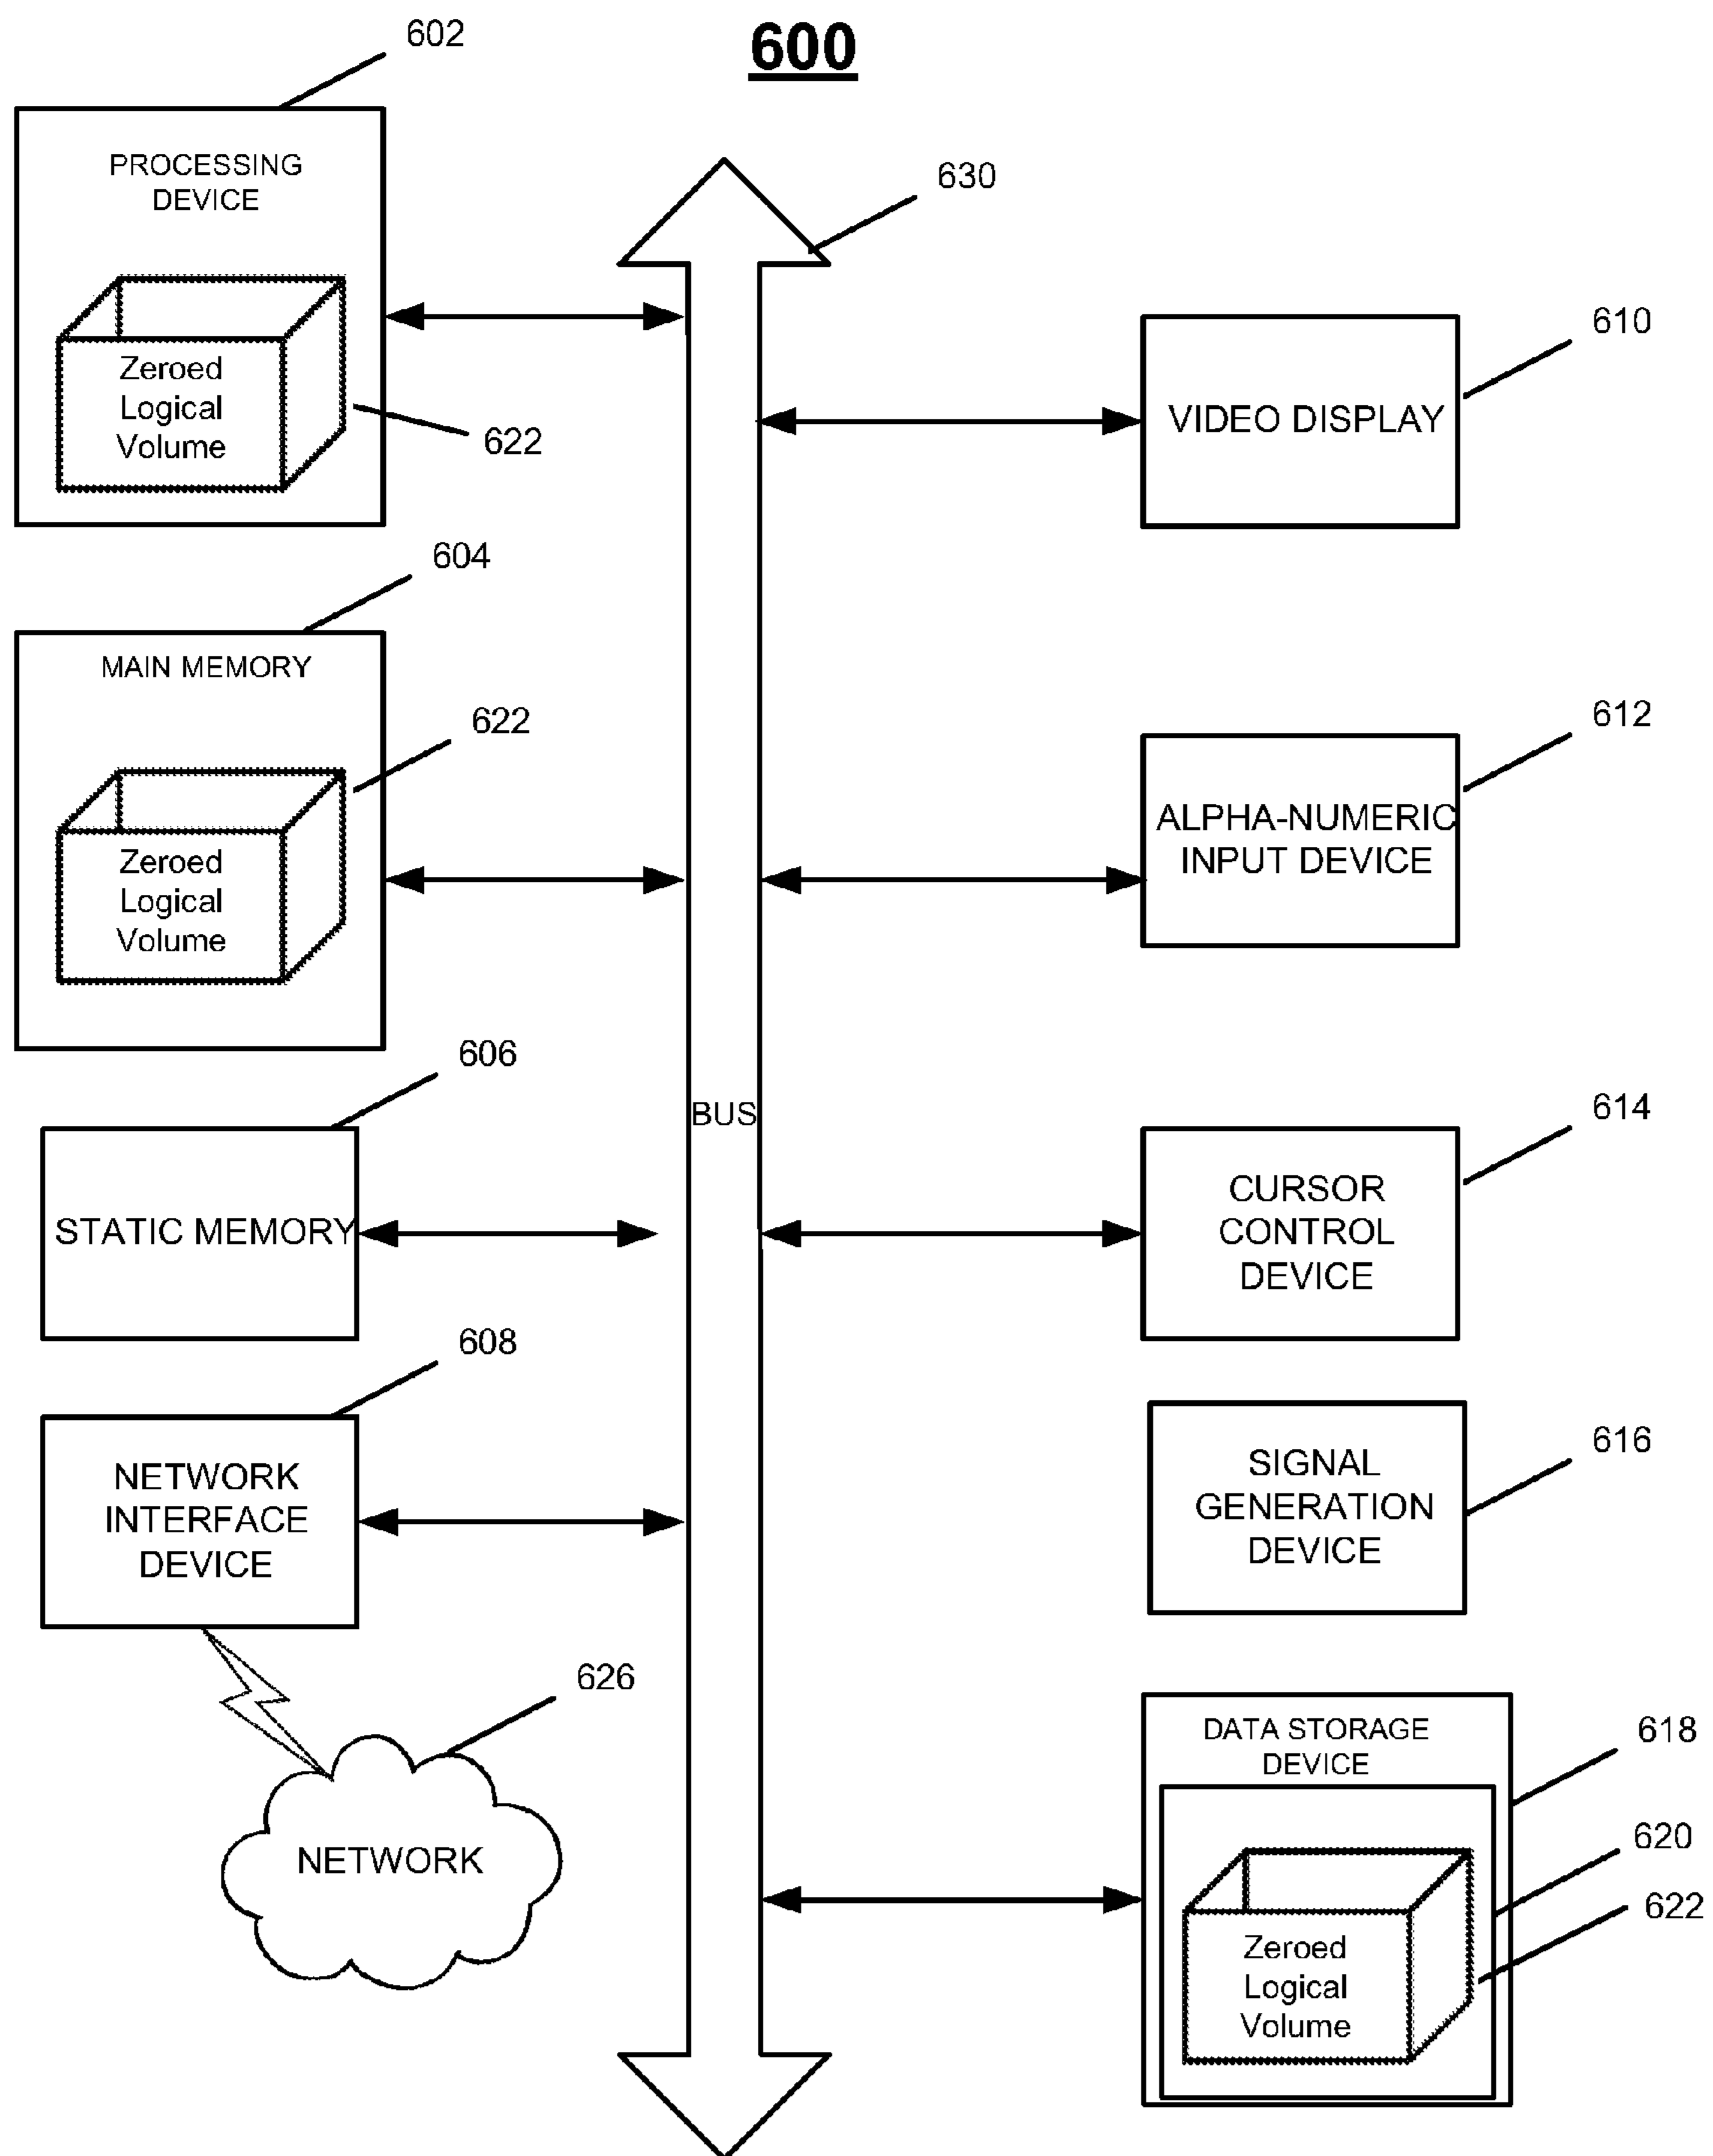 600
602
PROCESSING
DEVICE
Zeroed
Logical
Volume
622
630
610
VIDEO DISPLAY
604
MAIN MEMORY
622
Zeroed
Logical
Volume
612
ALPHA-NUMERIC
INPUT DEVICE
606
STATIC MEMORY
BUS
614
CURSOR
CONTROL
DEVICE
608
NETWORK
INTERFACE
DEVICE
616
SIGNAL
GENERATION
DEVICE
626
NETWORK
DATA STORAGE
DEVICE
618
620
622
Zeroed
Logical
Volume